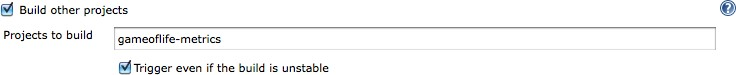 Build other projects
Projects to build gameoflife-metrics
Trigger even if the build is unstable